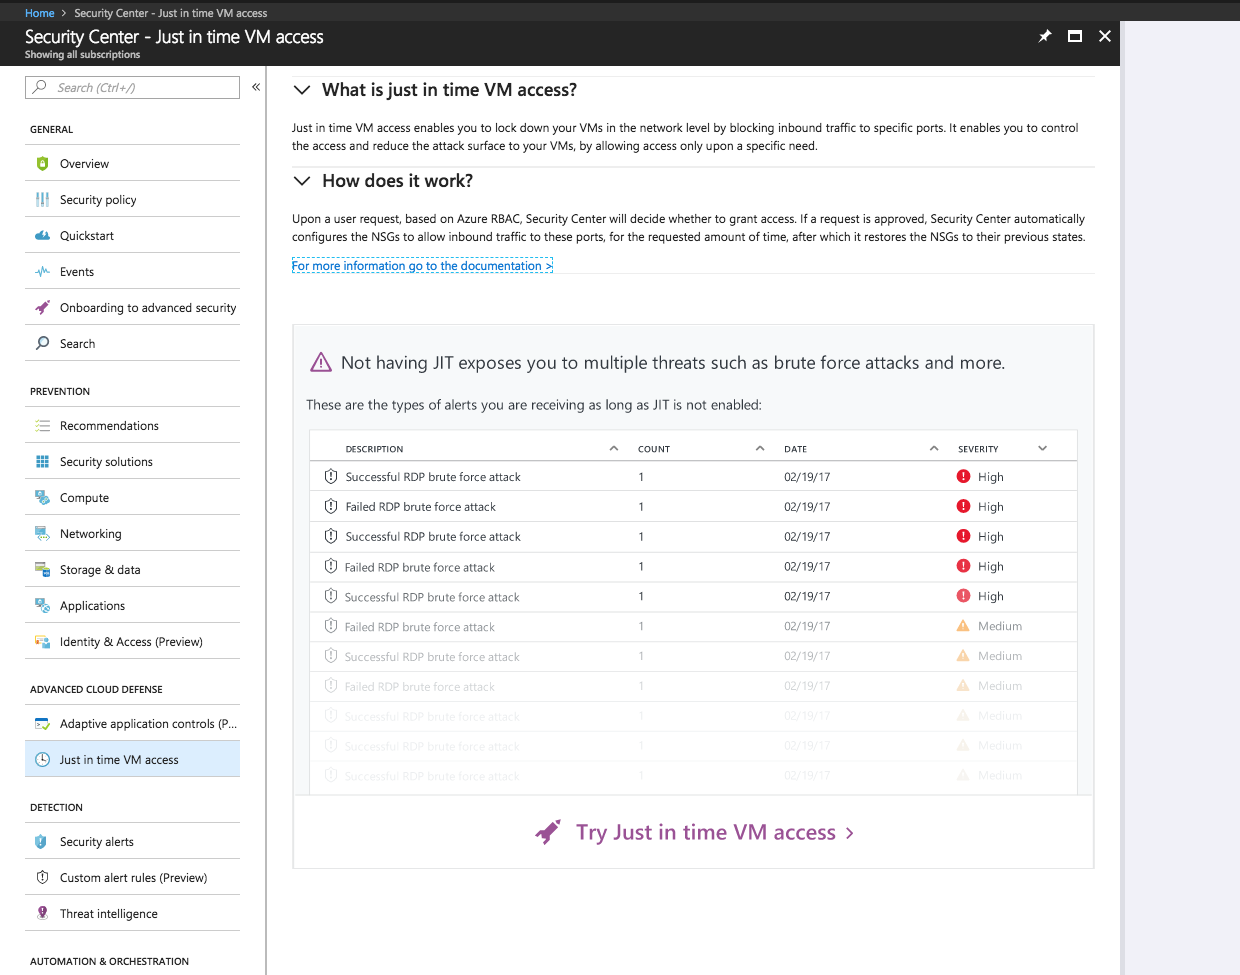 Home > Security Center - Just in time VM access
Security Center - Just in time VM access
Showing all subscriptions
Search (Ctrl+/)
«
GENERAL
Overview
Security policy
Quickstart
Events
Onboarding to advanced security
Search
PREVENTION
Recommendations
Security solutions
Compute
Networking
Storage & data
Applications
Identity & Access (Preview)
ADVANCED CLOUD DEFENSE
Adaptive application controls (P...
Just in time VM access
DETECTION
Security alerts
Custom alert rules (Preview)
Threat intelligence
AUTOMATION & ORCHESTRATION
What is just in time VM access?
Just in time VM access enables you to lock down your VMs in the network level by blocking inbound traffic to specific ports. It enables you to control
the access and reduce the attack surface to your VMs, by allowing access only upon a specific need.
How does it work?
Upon a user request, based on Azure RBAC, Security Center will decide whether to grant access. If a request is approved, Security Center automatically
configures the NSGs to allow inbound traffic to these ports, for the requested amount of time, after which it restores the NSGs to their previous states.
For more information go to the documentation >
Not having JIT exposes you to multiple threats such as brute force attacks and more.
These are the types of alerts you are receiving as long as JIT is not enabled:
DESCRIPTION COUNT DATE SEVERITY
Successful RDP brute force attack 1 02/19/17 High
Failed RDP brute force attack 1 02/19/17 High
Successful RDP brute force attack 1 02/19/17 High
Failed RDP brute force attack 1 02/19/17 High
Successful RDP brute force attack 1 02/19/17 High
Failed RDP brute force attack 1 02/19/17 Medium
Successful RDP brute force attack 1 02/19/17 Medium
Failed RDP brute force attack 1 02/19/17 Medium
Successful RDP brute force attack 1 02/19/17 Medium
Successful RDP brute force attack 1 02/19/17 Medium
Successful RDP brute force attack 1 02/19/17 Medium
Try Just in time VM access >